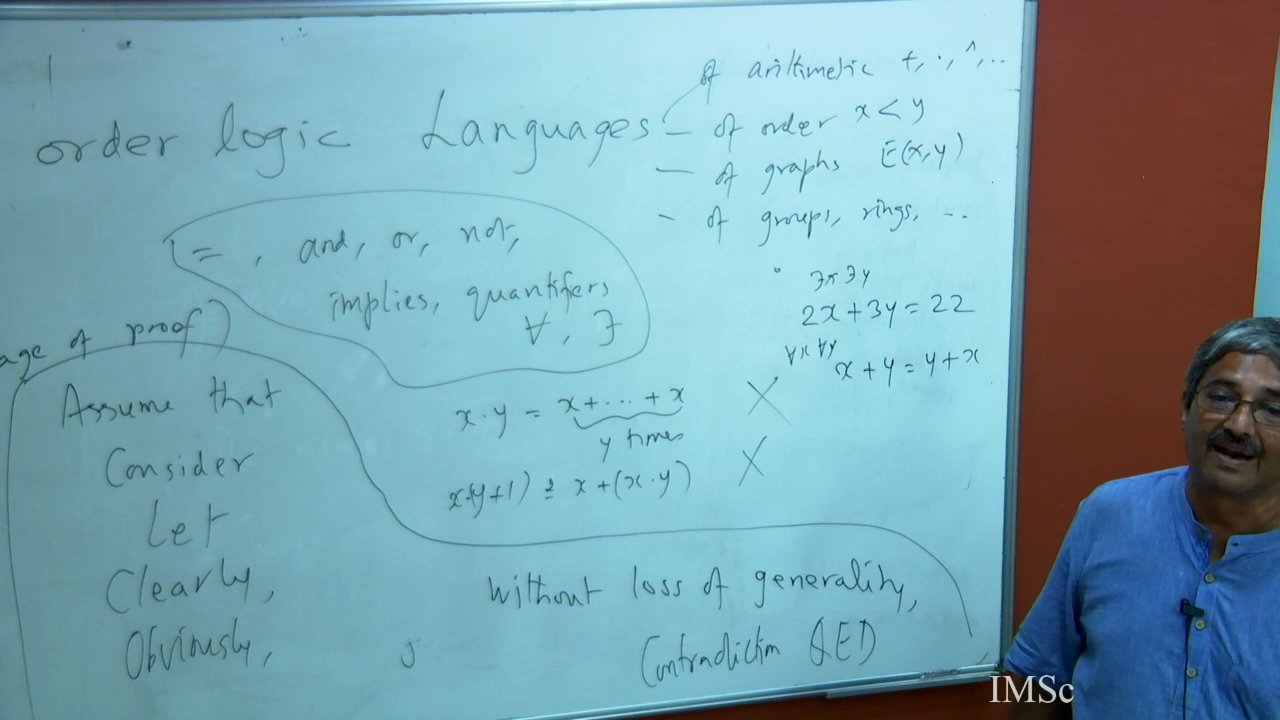 order logic Languages
of arithmetic +, ·, ^, ...
— of order x < y
— of graphs E(x,y)
- of groups, rings, ...
= , and, or, not,
implies, quantifiers
∀, ∃
∃x ∃y
2x + 3y = 22
∀x ∀y
x + y = y + x
age of proof)
Assume that
Consider
Let
Clearly,
Obviously,
x · y = x + ... + x
y times
x·(y+1) = x + (x · y)
Without loss of generality,
Contradiction QED
IMSc